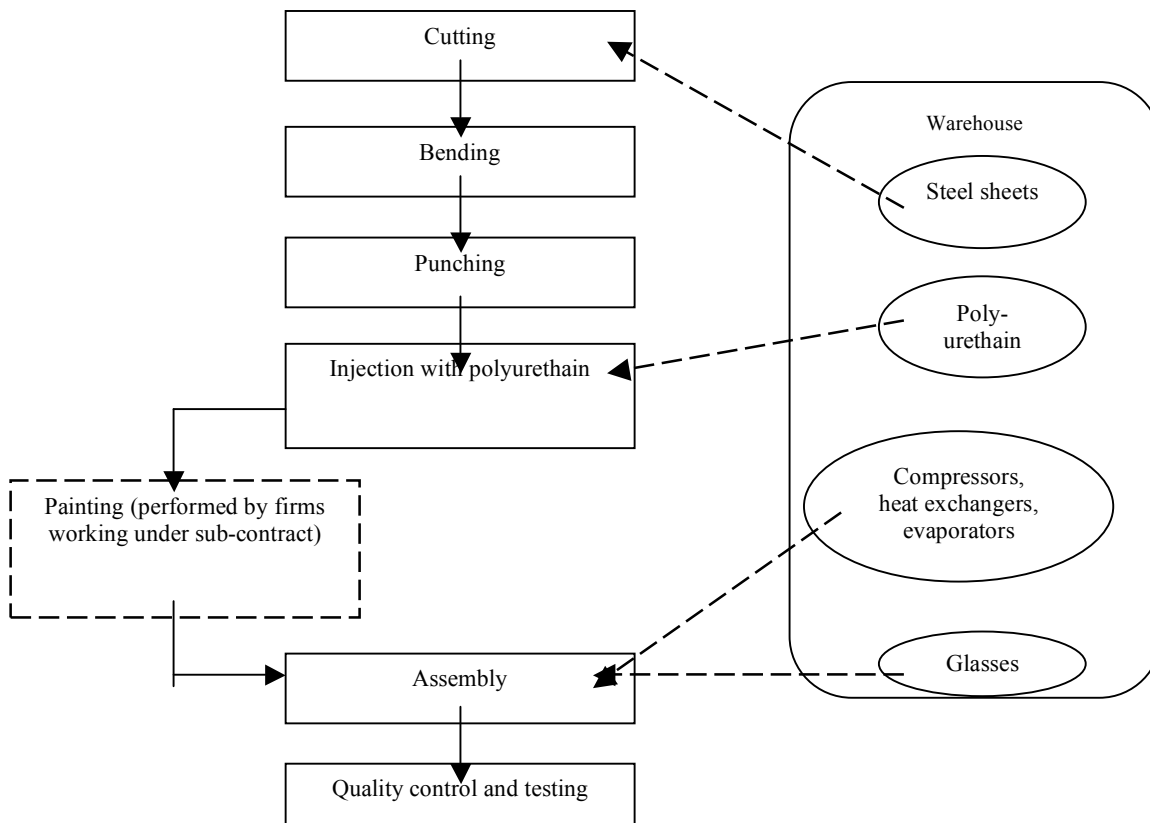 Cutting
Bending
Punching
Injection with polyurethain
Painting (performed by firms
working under sub-contract)
Assembly
Quality control and testing
Warehouse
Steel sheets
Poly-
urethain
Compressors,
heat exchangers,
evaporators
Glasses